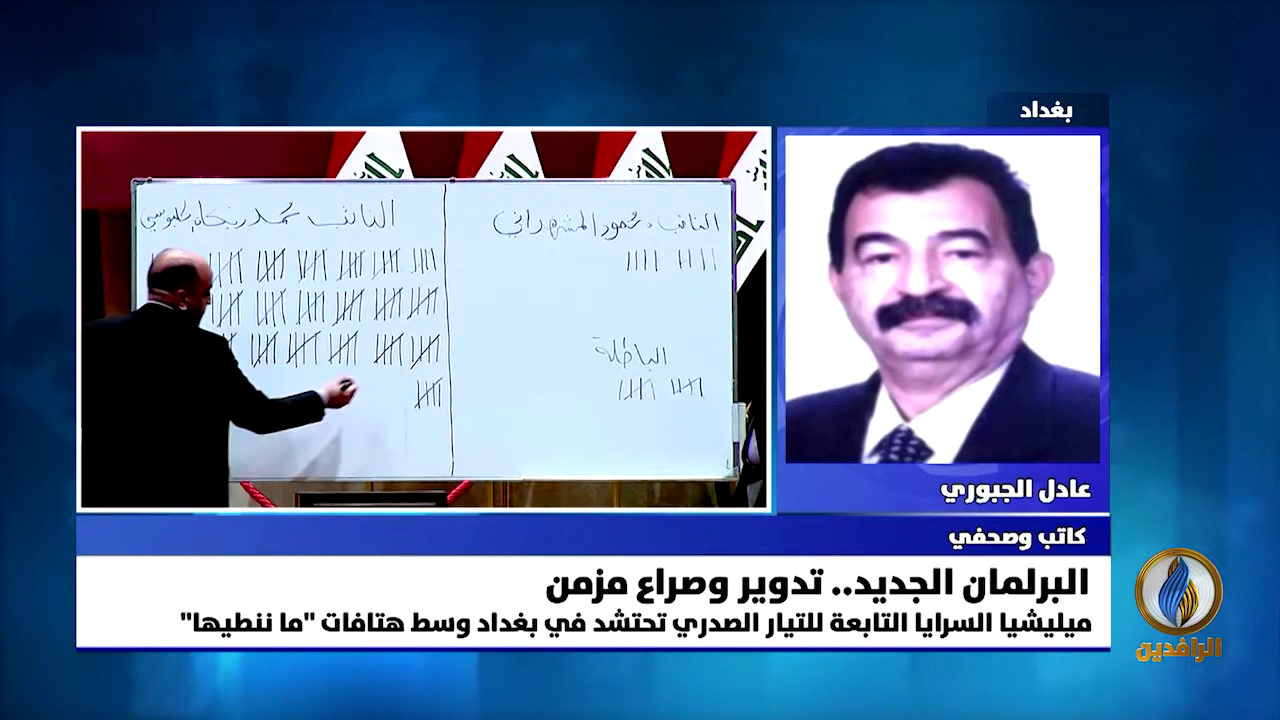 بغداد
النائب د. محمود المشهداني
الباطلة
النائب محمد ريكان الحلبوسي
عادل الجبوري
كاتب وصحفي
البرلمان الجديد.. تدوير وصراع مزمن
ميليشيا السرايا التابعة للتيار الصدري تحتشد في بغداد وسط هتافات "ما ننطيها"
الرافدين